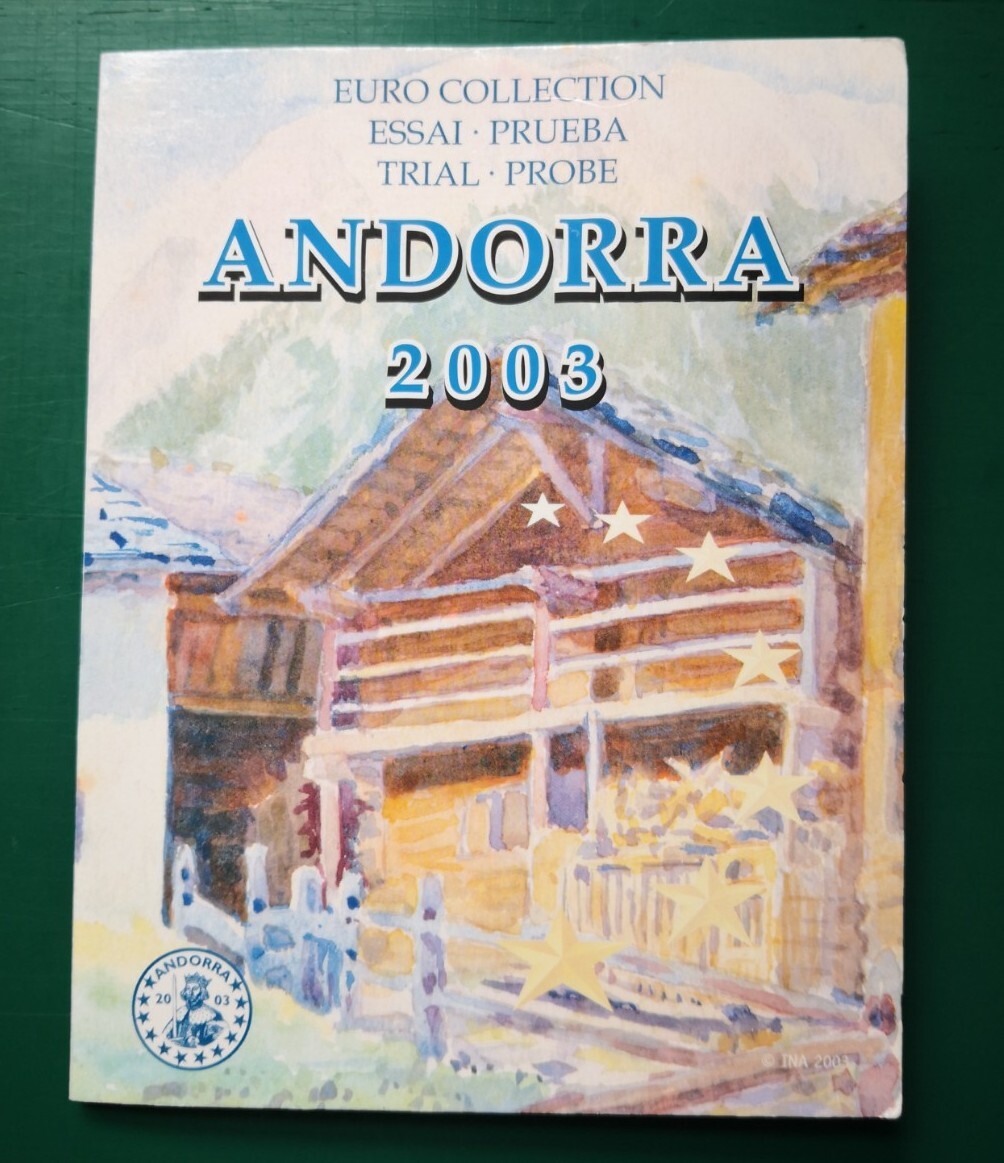 EURO COLLECTION
ESSAI · PRUEBA
TRIAL · PROBE
ANDORRA
2003
ANDORRA
20 03
© INA 2003